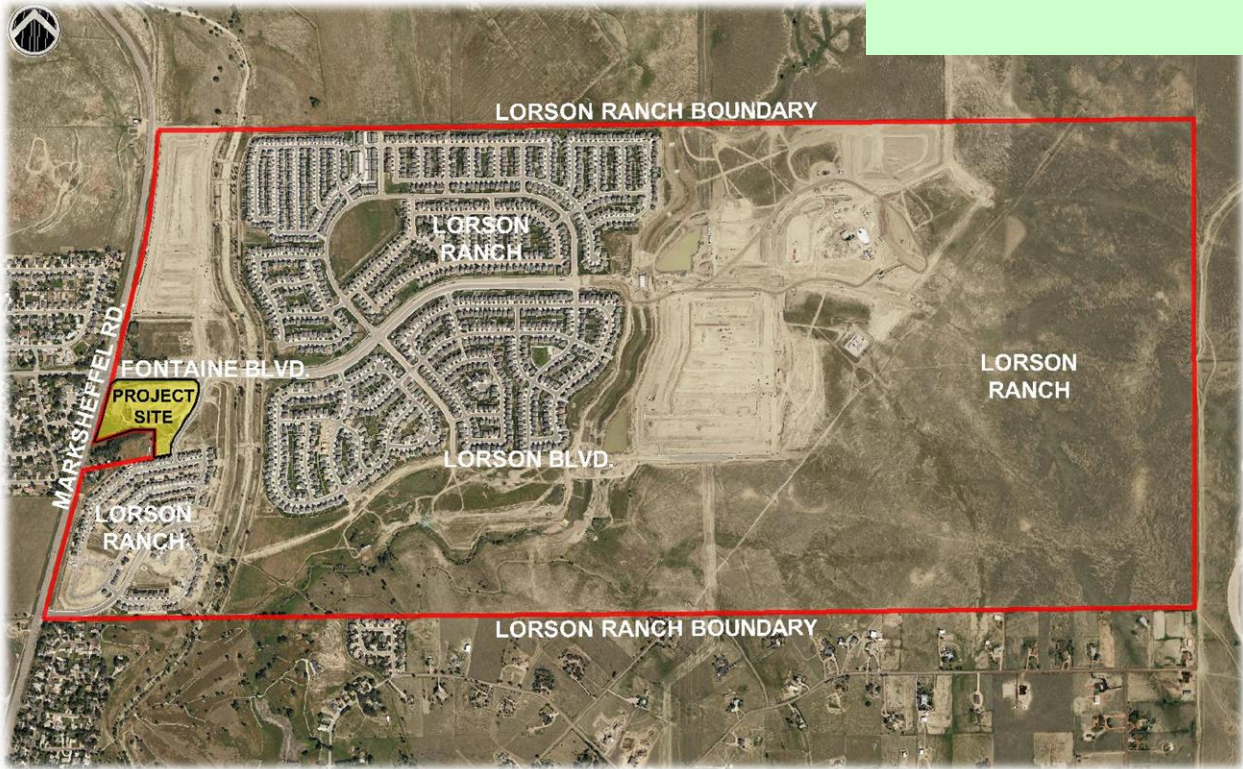 LORSON RANCH BOUNDARY
LORSON
RANCH
MARKSHEFFEL RD.
FONTAINE BLVD.
PROJECT
SITE
LORSON
RANCH
LORSON BLVD.
LORSON
RANCH
LORSON RANCH BOUNDARY